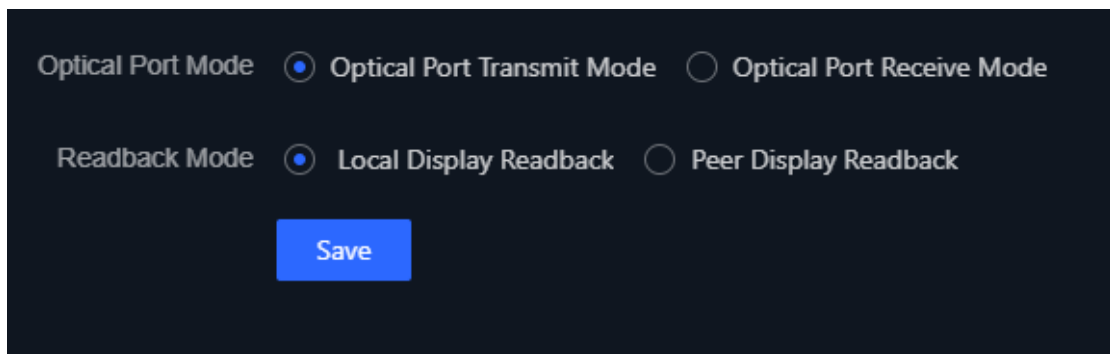 Optical Port Mode Optical Port Transmit Mode Optical Port Receive Mode
Readback Mode Local Display Readback Peer Display Readback
Save